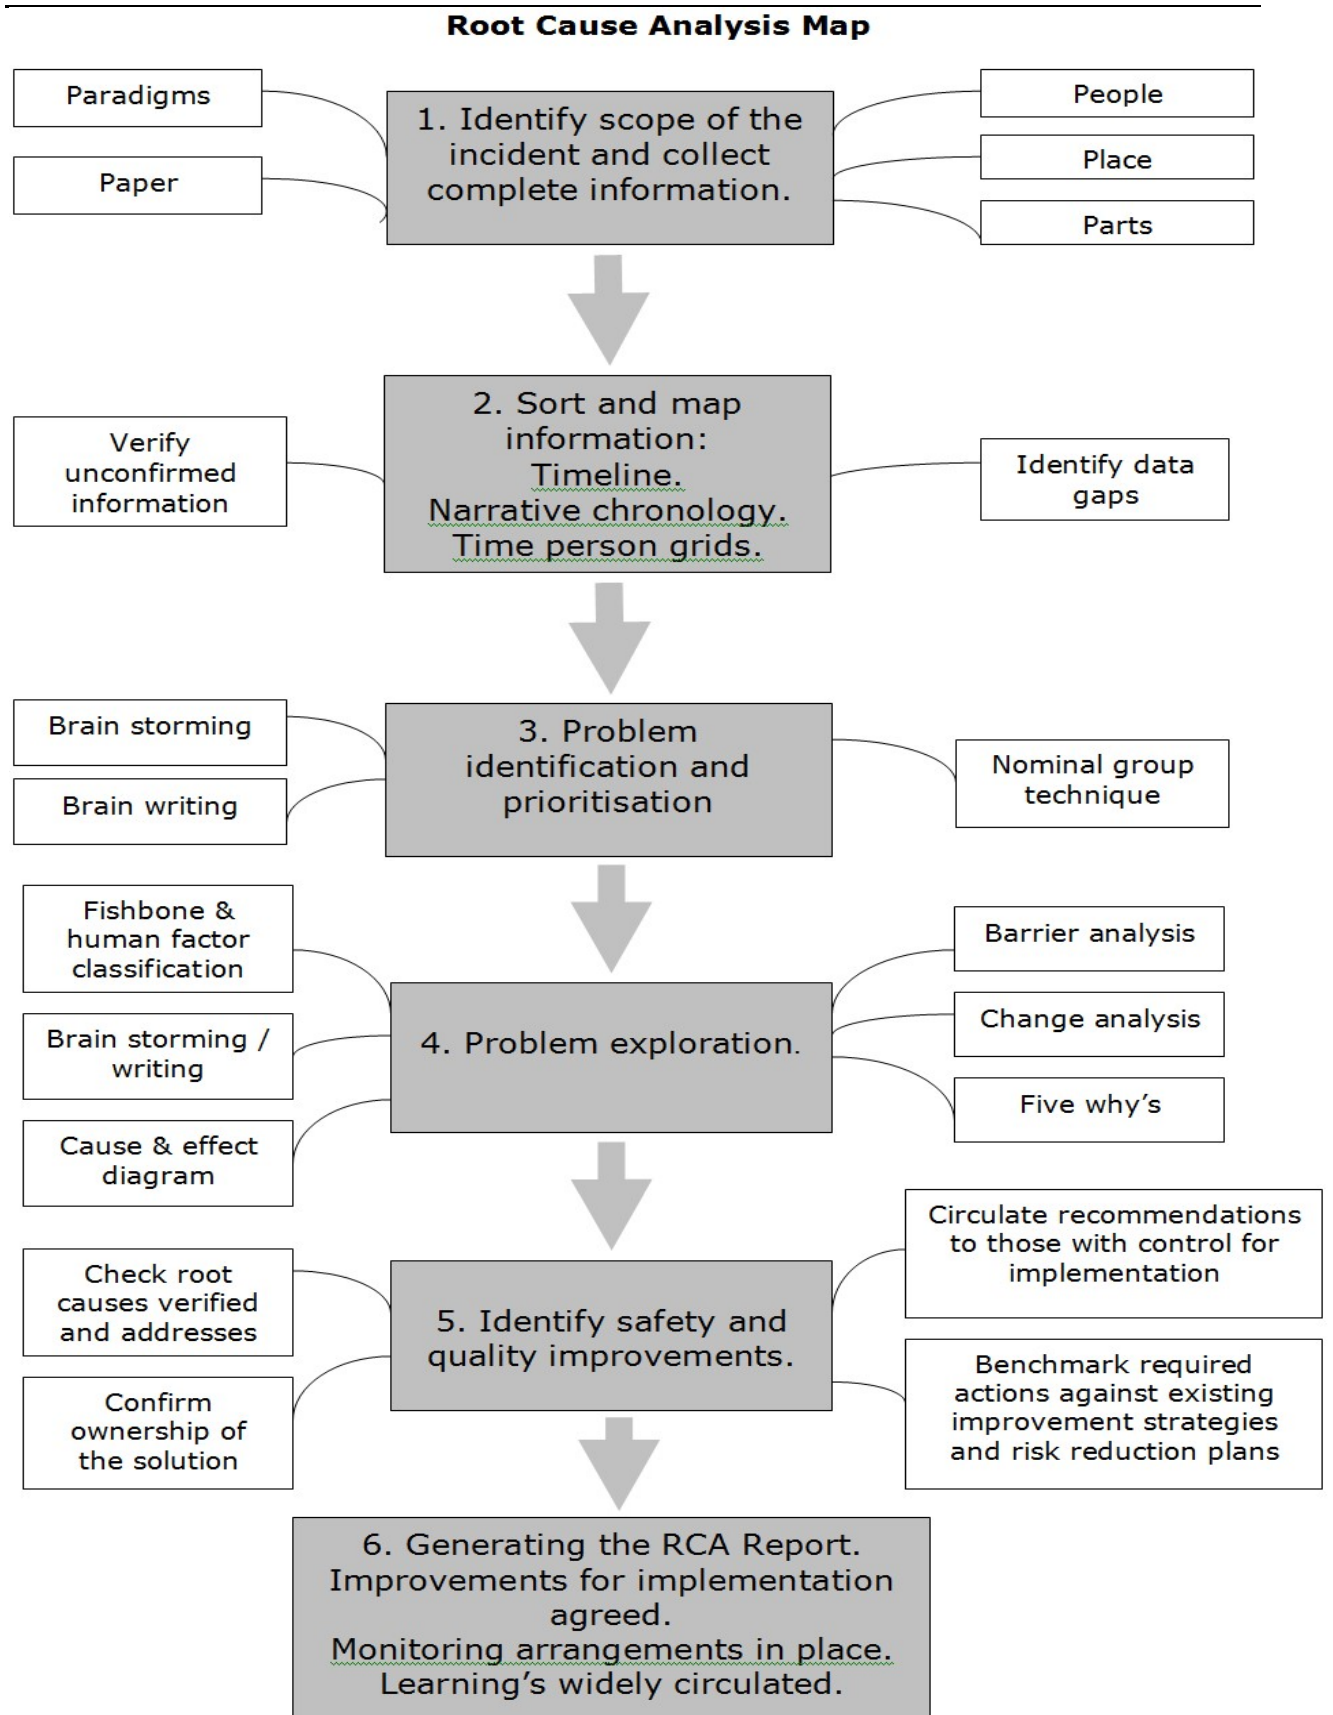 Root Cause Analysis Map
Paradigms
Paper
1. Identify scope of the
incident and collect
complete information.
People
Place
Parts
Verify
unconfirmed
information
2. Sort and map
information:
Timeline.
Narrative chronology.
Time person grids.
Identify data
gaps
Brain storming
Brain writing
3. Problem
identification and
prioritisation
Nominal group
technique
Fishbone &
human factor
classification
Brain storming /
writing
Cause & effect
diagram
4. Problem exploration.
Barrier analysis
Change analysis
Five why’s
Check root
causes verified
and addresses
Confirm
ownership of
the solution
5. Identify safety and
quality improvements.
Circulate recommendations
to those with control for
implementation
Benchmark required
actions against existing
improvement strategies
and risk reduction plans
6. Generating the RCA Report.
Improvements for implementation
agreed.
Monitoring arrangements in place.
Learning’s widely circulated.